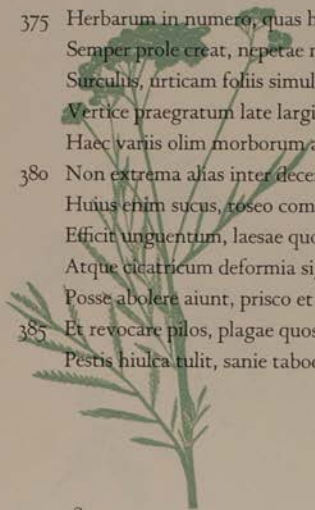 375 Herbarum in numero, quas h
Semper prole creat, nepetae n
Surculus, urticam foliis simul
Vertice praegratum late largi
Haec variis olim morborum a
380 Non extrema alias inter dece
Huius enim sucus, roseo com
Efficit unguentum, laesae quo
Atque cicatricum deformia si
Posse abolere aiunt, prisco et
385 Et revocare pilos, plagae quos
Pestis hiulca tulit, sanie taboq